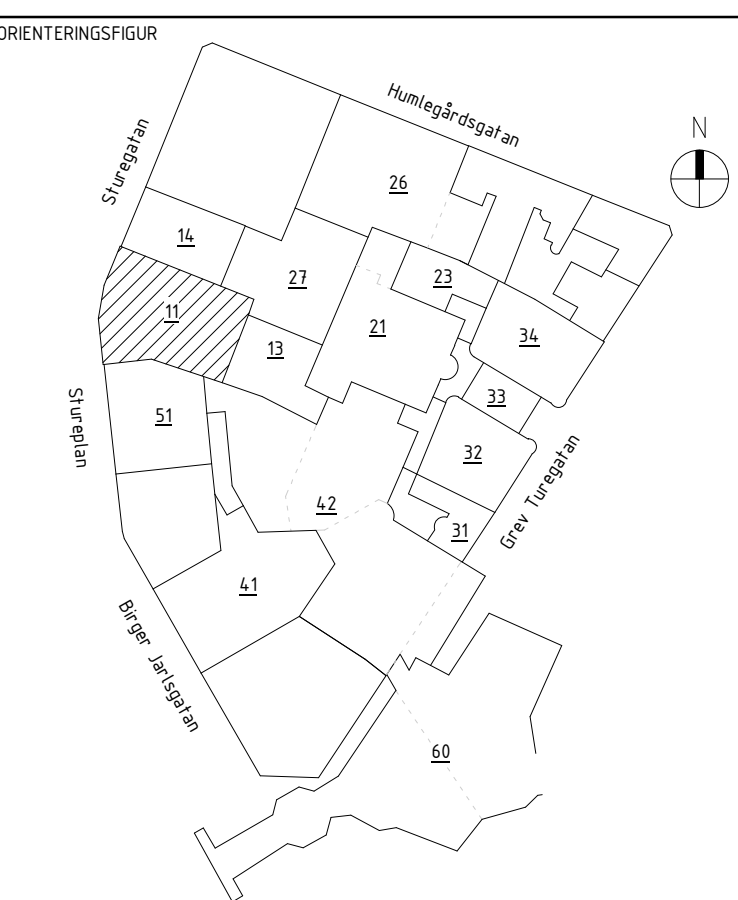 ORIENTERINGSFIGUR
Humlegårdsgatan
N
Sturegatan
26
14
27
23
11
21
34
13
33
Stureplan
51
32
Grev Turegatan
42
31
41
Birger Jarlsgatan
60